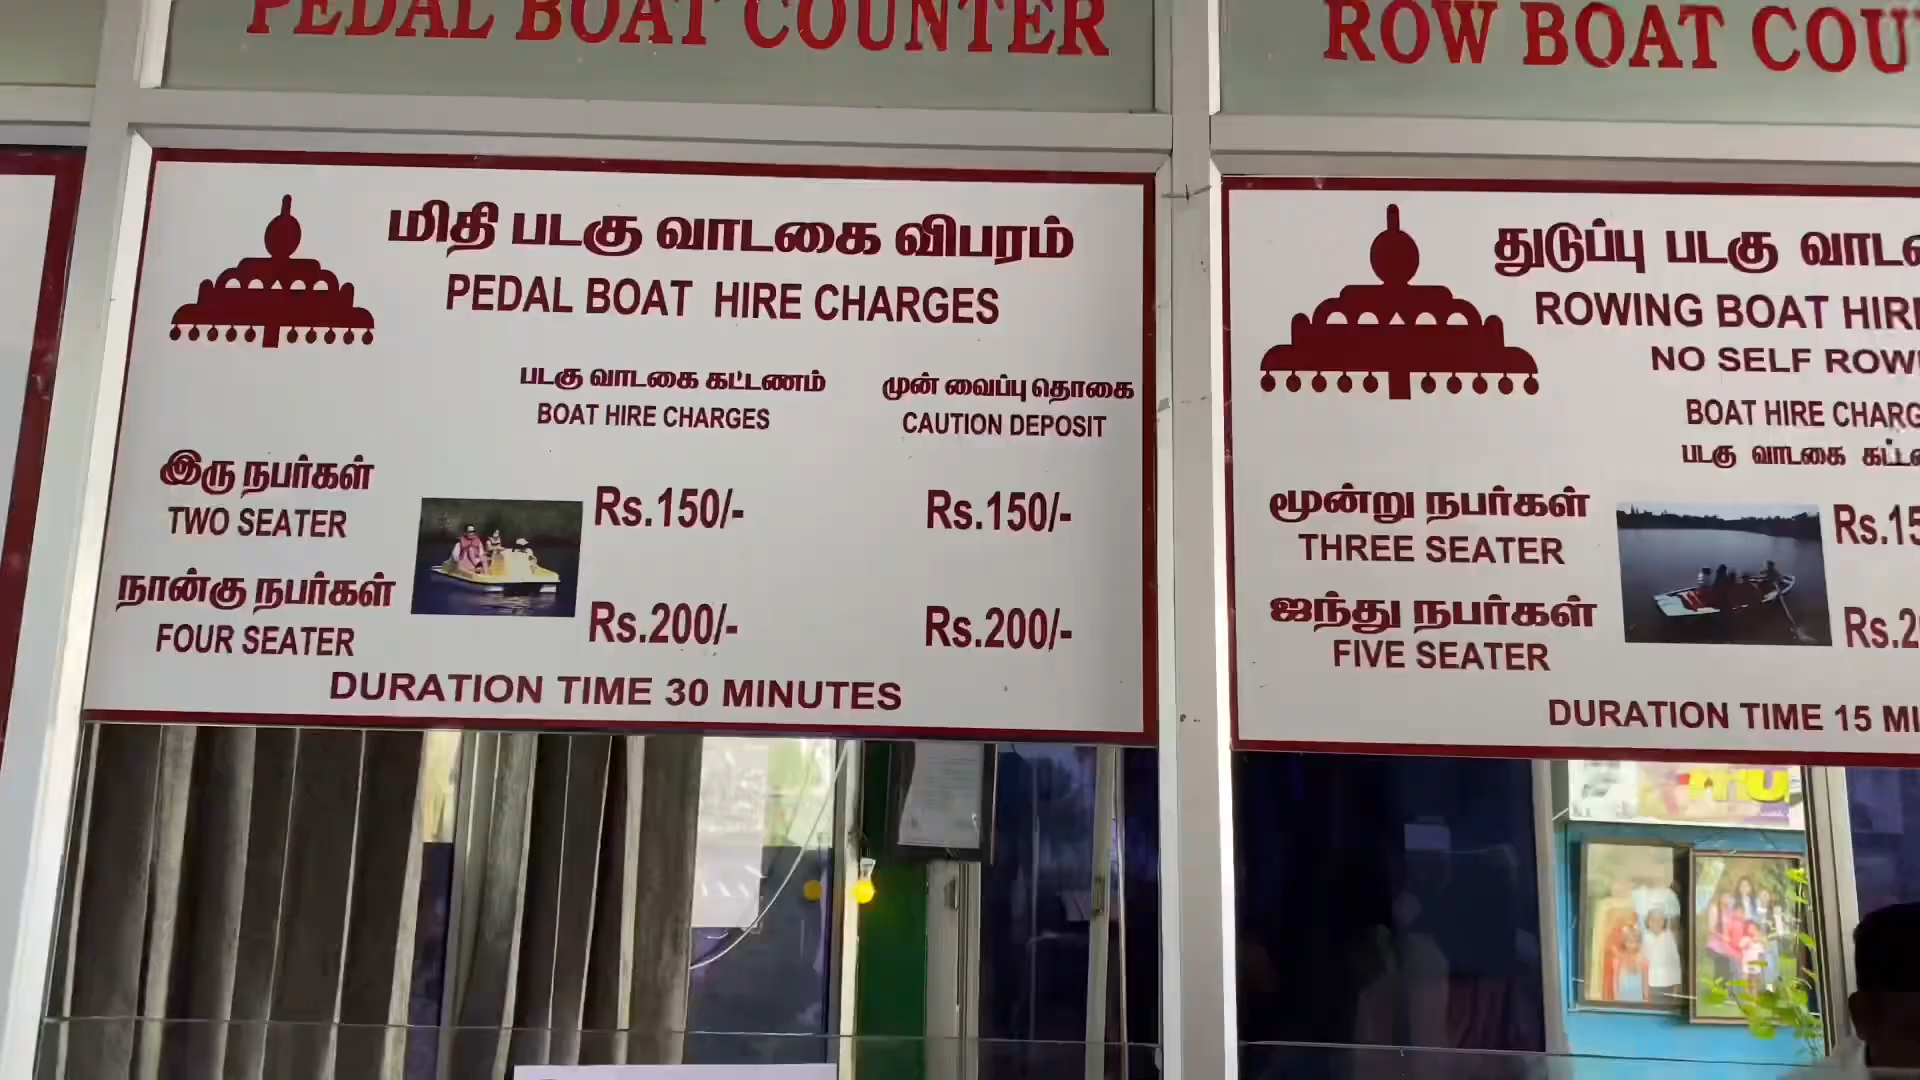 PEDAL BOAT COUNTER
மிதி படகு வாடகை விபரம்
PEDAL BOAT HIRE CHARGES
படகு வாடகை கட்டணம் முன் வைப்பு தொகை
BOAT HIRE CHARGES CAUTION DEPOSIT
இரு நபர்கள்
TWO SEATER Rs.150/- Rs.150/-
நான்கு நபர்கள்
FOUR SEATER Rs.200/- Rs.200/-
DURATION TIME 30 MINUTES
ROW BOAT COU
துடுப்பு படகு
ROWING BOAT HIRE
NO SELF ROW
BOAT HIRE CHARG
படகு வாடகை
மூன்று நபர்கள்
THREE SEATER Rs.15
ஐந்து நபர்கள்
FIVE SEATER Rs.2
DURATION TIME 15 MI